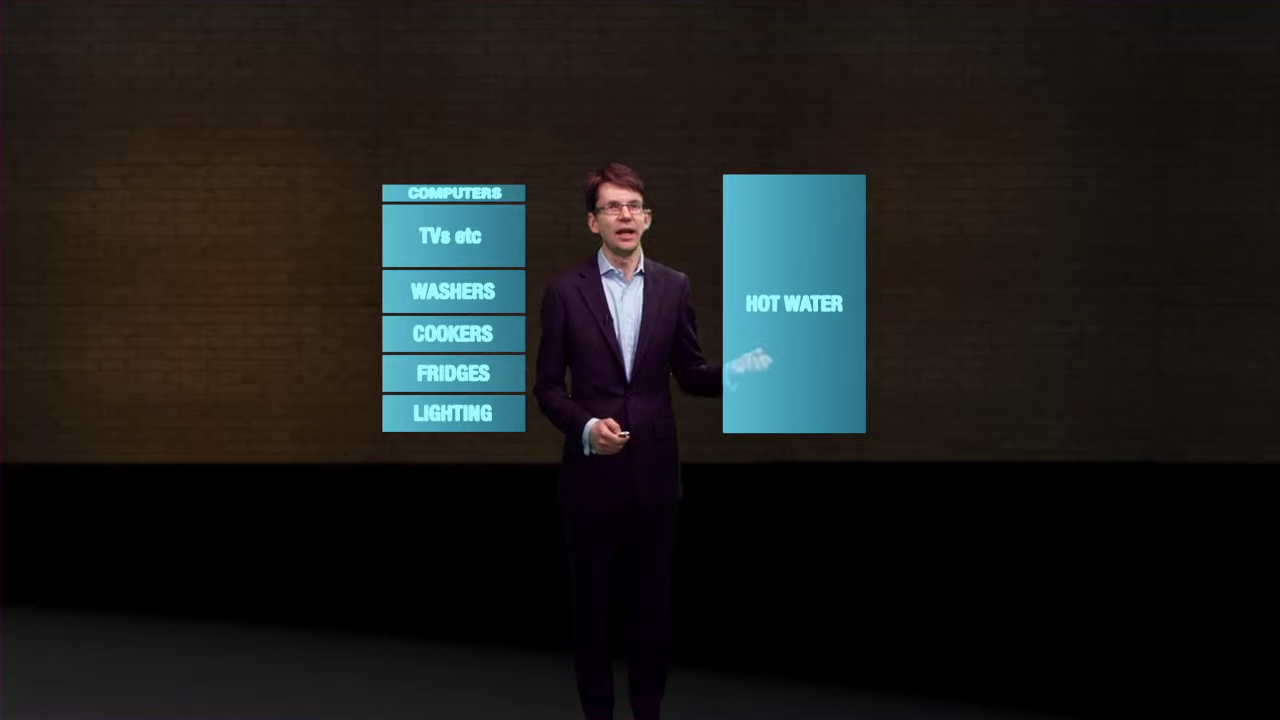 COMPUTERS
TVs etc
WASHERS
COOKERS
FRIDGES
LIGHTING
HOT WATER